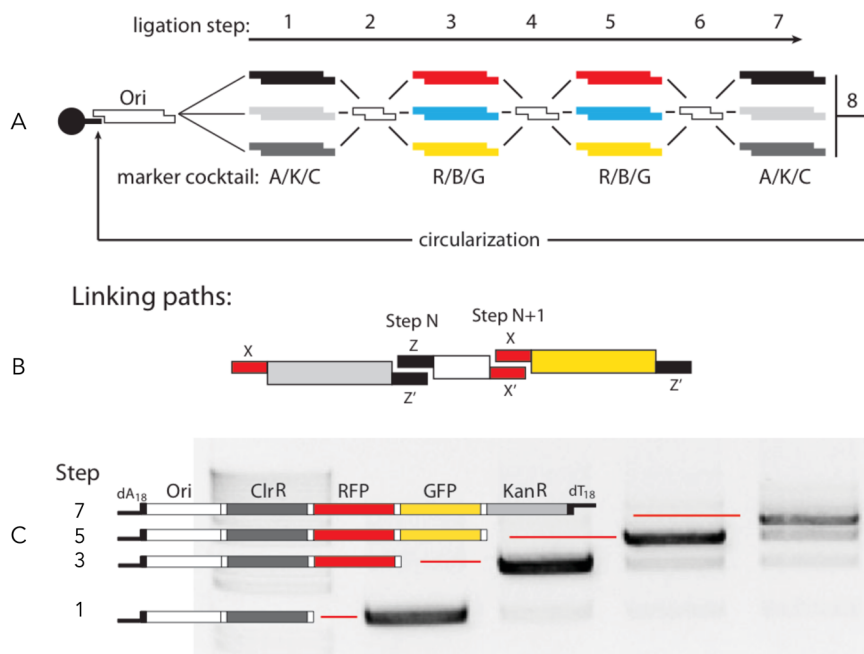 ligation step: 1 2 3 4 5 6 7
A
Ori
8
marker cocktail: A/K/C R/B/G R/B/G A/K/C
circularization
Linking paths:
B
Step N Step N+1
X Z X
Z' X' Z'
C
Step
dA18 Ori ClrR RFP GFP KanR dT18
7
5
3
1